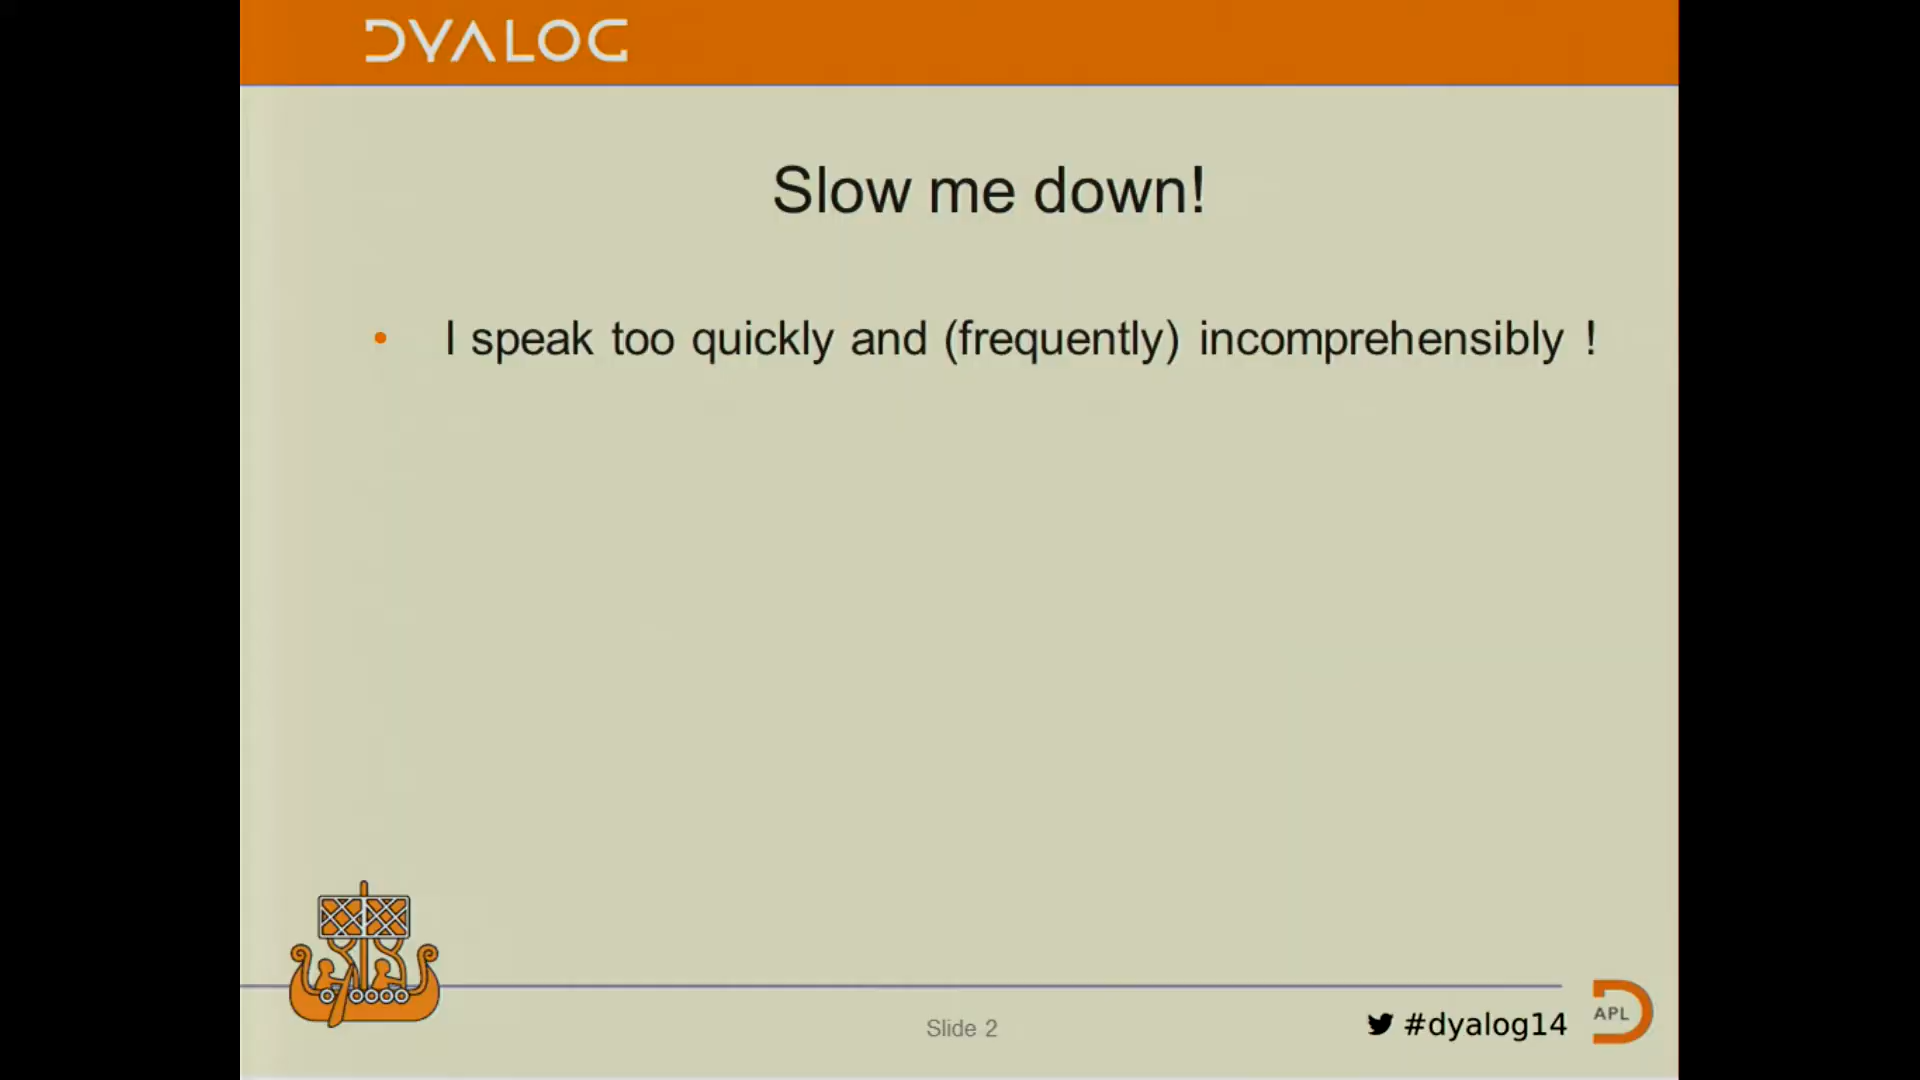 DYALOG
Slow me down!
• I speak too quickly and (frequently) incomprehensibly !
Slide 2
#dyalog14
APL